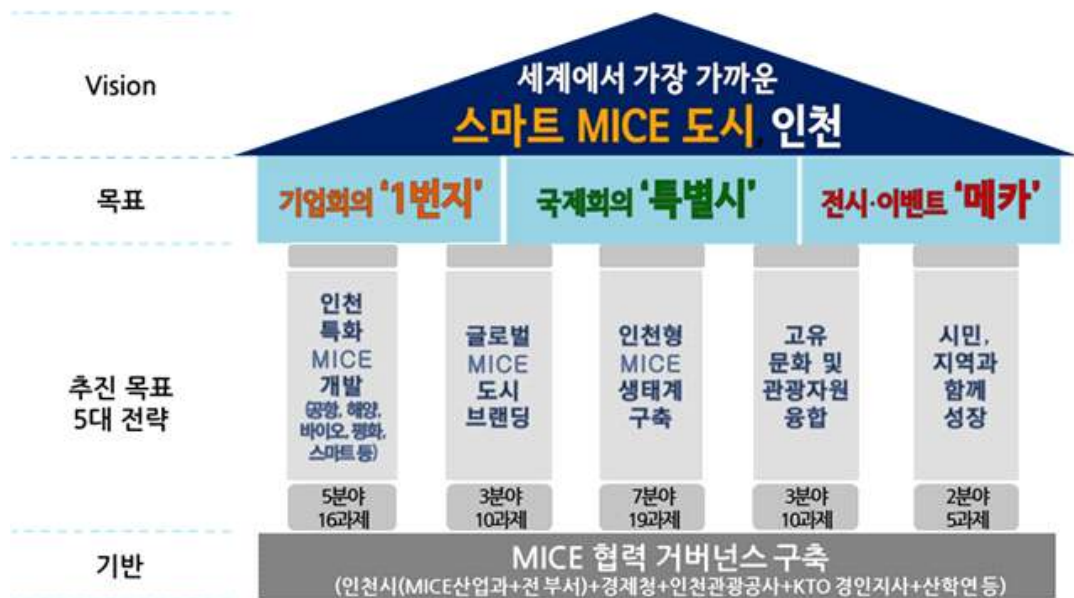 Vision
세계에서 가장 가까운
스마트 MICE 도시, 인천
목표
기업회의 ‘1번지’
국제회의 ‘특별시’
전시·이벤트 ‘메카’
추진 목표
5대 전략
인천
특화
MICE
개발
(공항, 해양,
바이오, 평화,
스마트 등)
5분야
16과제
글로벌
MICE
도시
브랜딩
3분야
10과제
인천형
MICE
생태계
구축
7분야
19과제
고유
문화 및
관광자원
융합
3분야
10과제
시민,
지역과
함께
성장
2분야
5과제
기반
MICE 협력 거버넌스 구축
(인천시(MICE산업과+전 부서)+경제청+인천관광공사+KTO 경인지사+산학연 등)